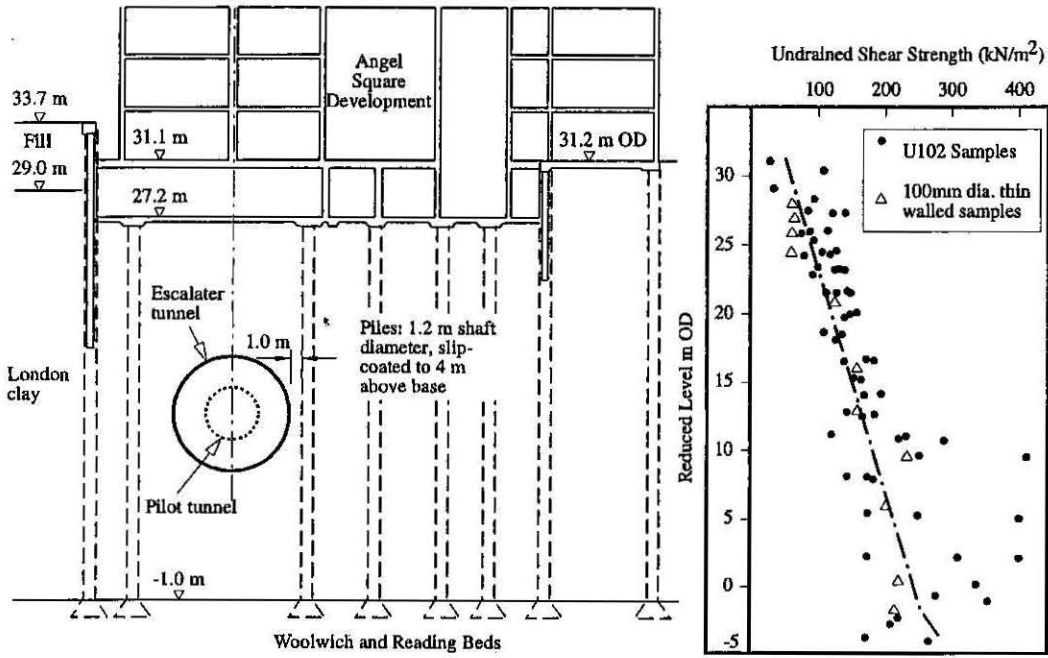 Angel
Square
Development
33.7 m
Fill
29.0 m
31.1 m
27.2 m
31.2 m OD
Escalater
tunnel
1.0 m
Piles: 1.2 m shaft
diameter, slip-
coated to 4 m
above base
London
clay
Pilot tunnel
-1.0 m
Woolwich and Reading Beds
Undrained Shear Strength (kN/m²)
100 200 300 400
U102 Samples
100mm dia. thin
walled samples
Reduced Level m OD
30
25
20
15
10
5
0
-5